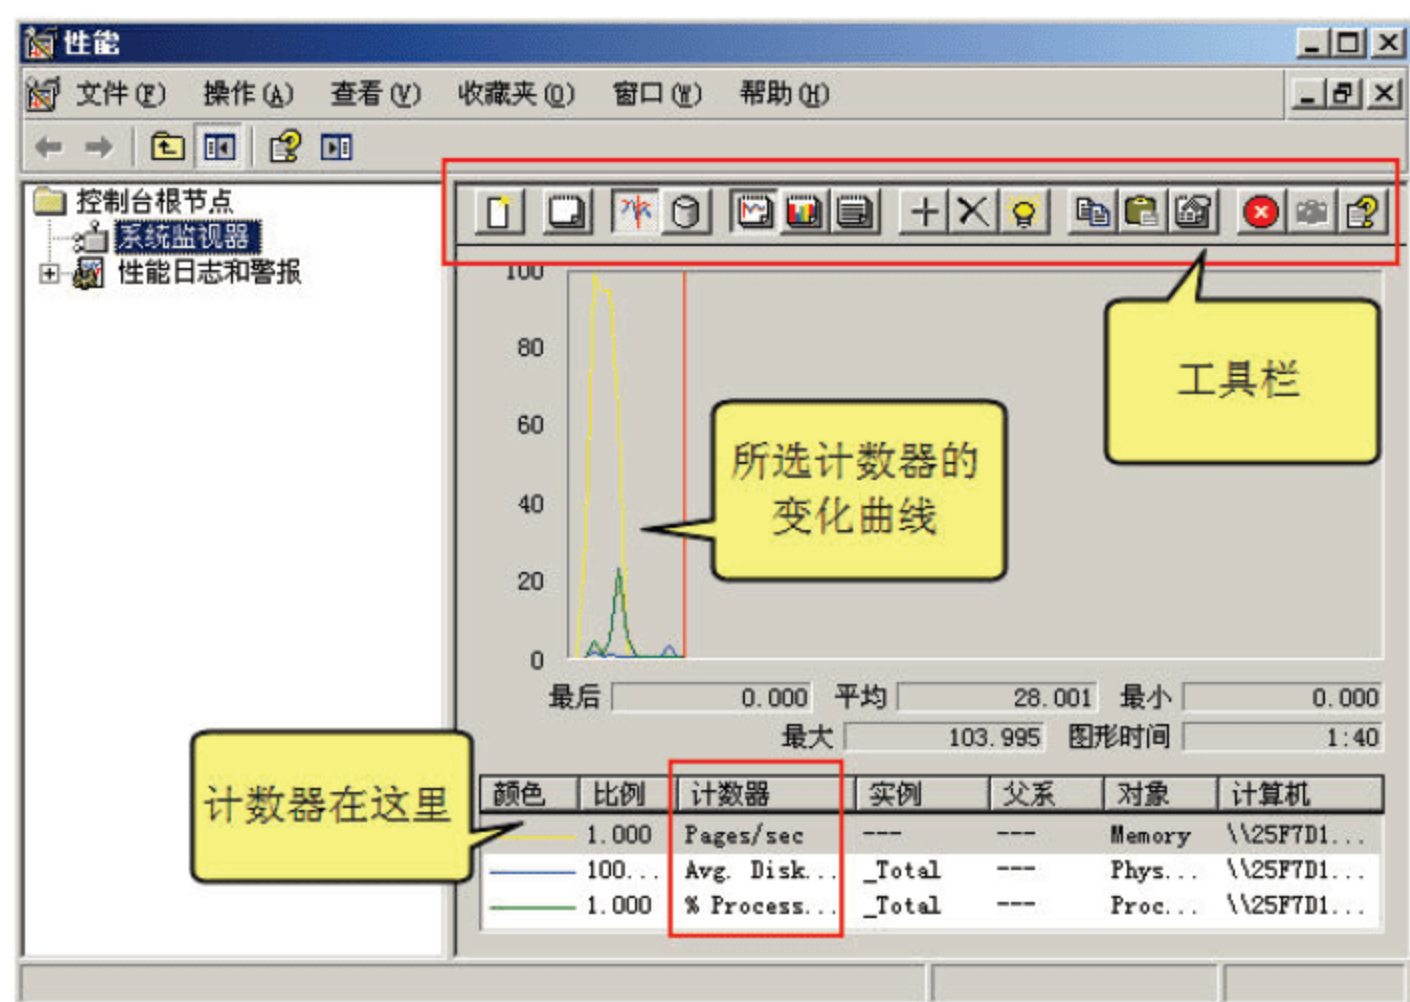 性能
文件(F) 操作(A) 查看(V) 收藏夹(O) 窗口(W) 帮助(H)
控制台根节点
系统监视器
性能日志和警报
100
80
60
40
20
0
工具栏
所选计数器的
变化曲线
最后 0.000 平均 28.001 最小 0.000
最大 103.995 图形时间 1:40
计数器在这里
颜色 比例 计数器 实例 父系 对象 计算机
1.000 Pages/sec --- --- Memory \\25F7D1...
100... Avg. Disk... _Total --- Phys... \\25F7D1...
1.000 % Process... _Total --- Proc... \\25F7D1...